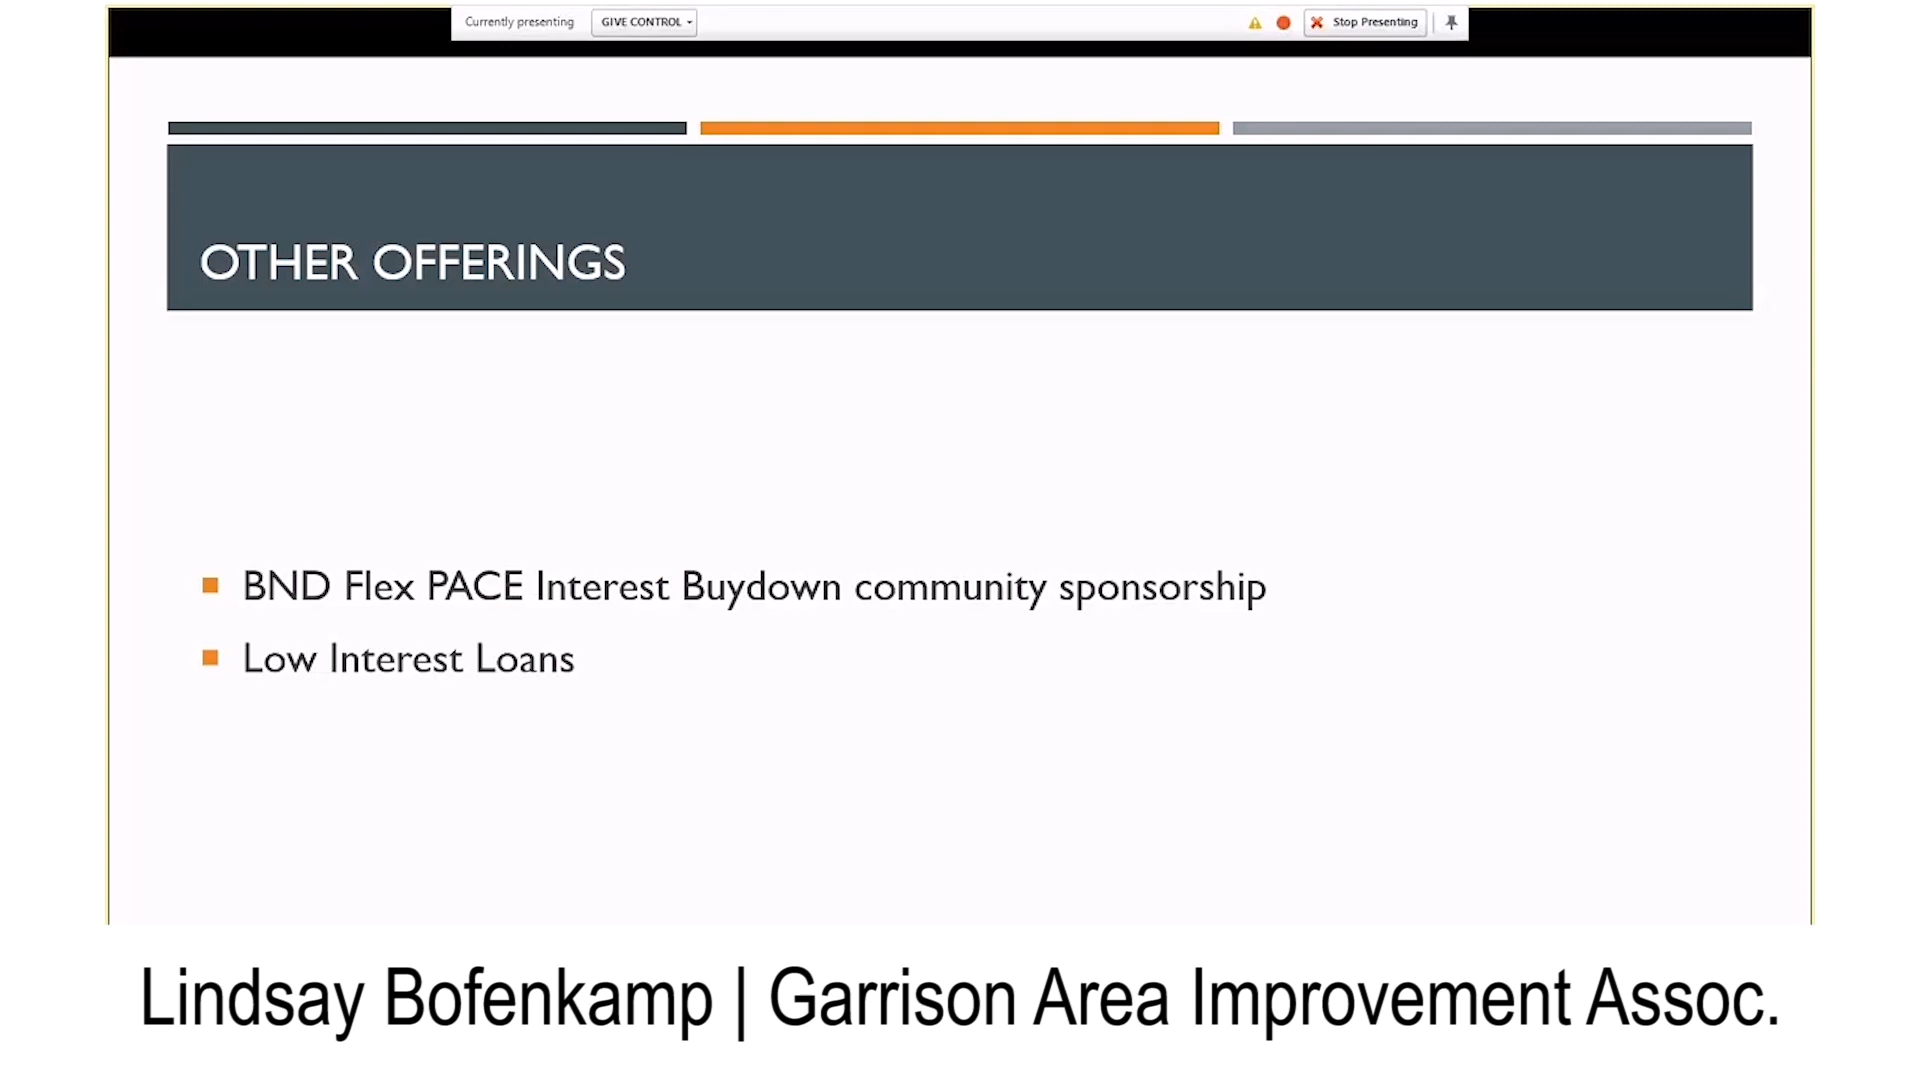 Currently presenting GIVE CONTROL Stop Presenting
OTHER OFFERINGS
BND Flex PACE Interest Buydown community sponsorship
Low Interest Loans
Lindsay Bofenkamp | Garrison Area Improvement Assoc.